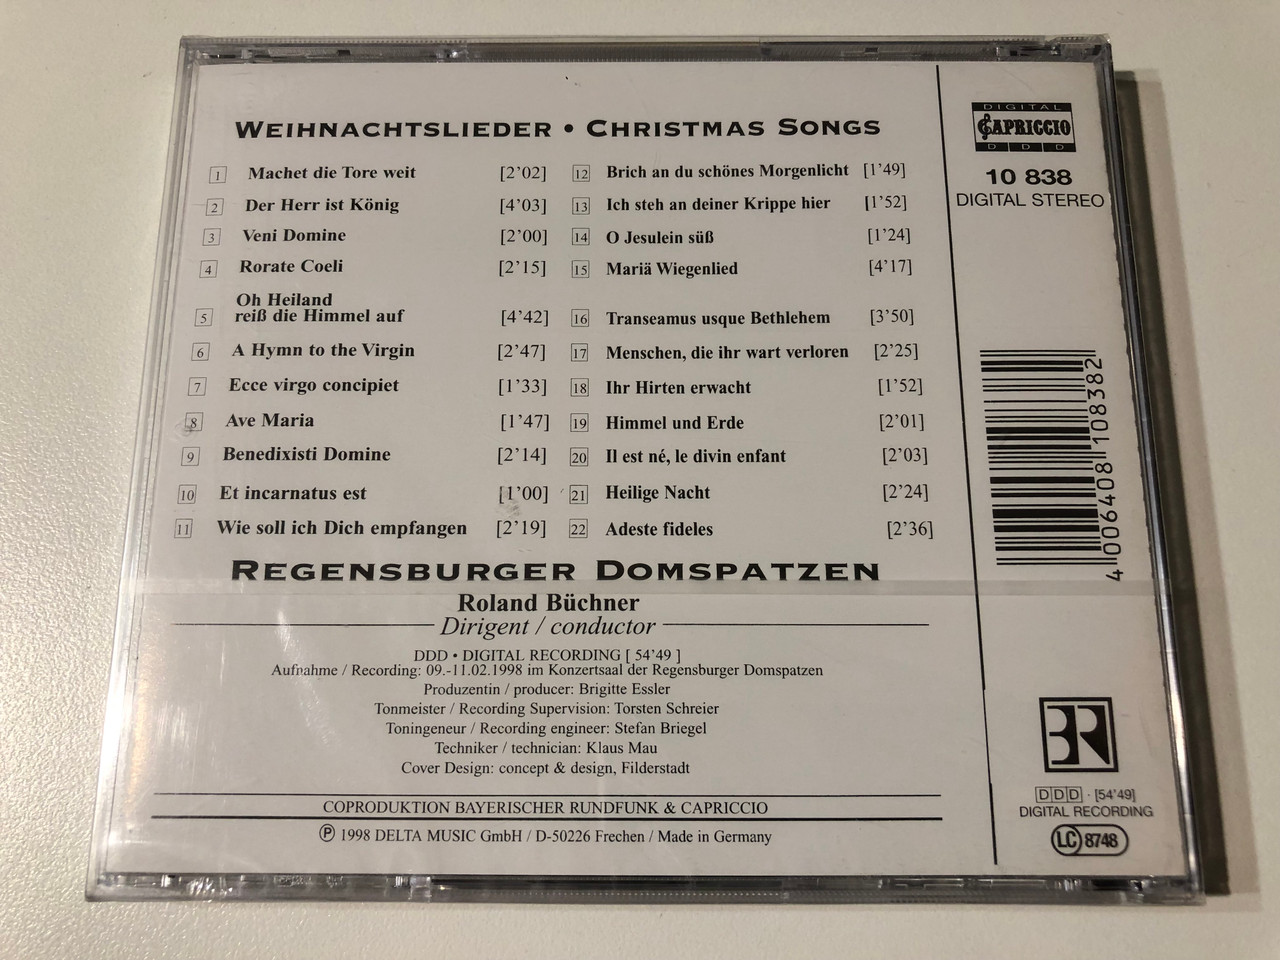 WEIHNACHTSLIEDER • CHRISTMAS SONGS
1 Machet die Tore weit [2'02]
2 Der Herr ist König [4'03]
3 Veni Domine [2'00]
4 Rorate Coeli [2'15]
Oh Heiland
5 reiß die Himmel auf [4'42]
6 A Hymn to the Virgin [2'47]
7 Ecce virgo concipiet [1'33]
8 Ave Maria [1'47]
9 Benedixisti Domine [2'14]
10 Et incarnatus est [1'00]
11 Wie soll ich Dich empfangen [2'19]
12 Brich an du schönes Morgenlicht [1'49]
13 Ich steh an deiner Krippe hier [1'52]
14 O Jesulein süß [1'24]
15 Mariä Wiegenlied [4'17]
16 Transeamus usque Bethlehem [3'50]
17 Menschen, die ihr wart verloren [2'25]
18 Ihr Hirten erwacht [1'52]
19 Himmel und Erde [2'01]
20 Il est né, le divin enfant [2'03]
21 Heilige Nacht [2'24]
22 Adeste fideles [2'36]
REGENSBURGER DOMSPATZEN
Roland Büchner
Dirigent / conductor
DDD • DIGITAL RECORDING [ 54'49 ]
Aufnahme / Recording: 09.-11.02.1998 im Konzertsaal der Regensburger Domspatzen
Produzentin / producer: Brigitte Essler
Tonmeister / Recording Supervision: Torsten Schreier
Toningeneur / Recording engineer: Stefan Briegel
Techniker / technician: Klaus Mau
Cover Design: concept & design, Filderstadt
COPRODUKTION BAYERISCHER RUNDFUNK & CAPRICCIO
℗ 1998 DELTA MUSIC GmbH / D-50226 Frechen / Made in Germany
DIGITAL
CAPRICCIO
D D D
10 838
DIGITAL STEREO
4 006408 108382
BR
DDD · [54'49]
DIGITAL RECORDING
LC 8748